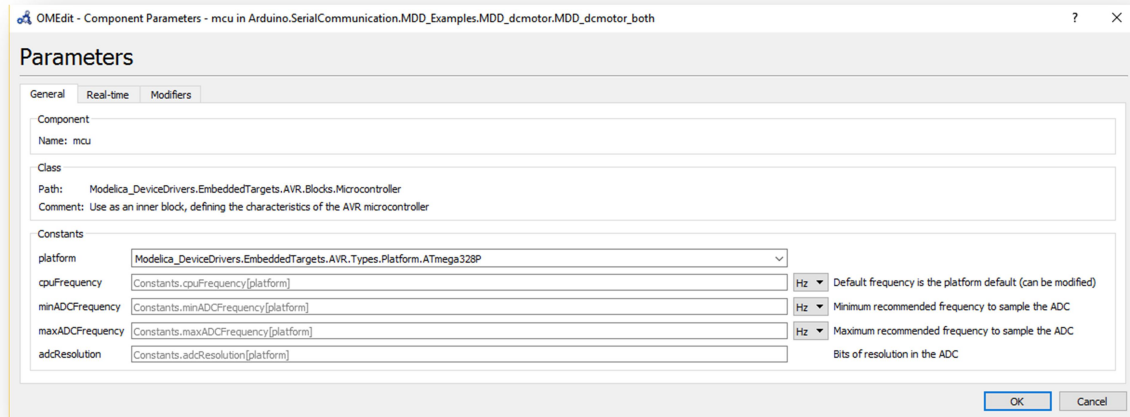 OMEdit - Component Parameters - mcu in Arduino.SerialCommunication.MDD_Examples.MDD_dcmotor.MDD_dcmotor_both
Parameters
General Real-time Modifiers
Component
Name: mcu
Class
Path: Modelica_DeviceDrivers.EmbeddedTargets.AVR.Blocks.Microcontroller
Comment: Use as an inner block, defining the characteristics of the AVR microcontroller
Constants
platform Modelica_DeviceDrivers.EmbeddedTargets.AVR.Types.Platform.ATmega328P
cpuFrequency Constants.cpuFrequency[platform] Hz Default frequency is the platform default (can be modified)
minADCFrequency Constants.minADCFrequency[platform] Hz Minimum recommended frequency to sample the ADC
maxADCFrequency Constants.maxADCFrequency[platform] Hz Maximum recommended frequency to sample the ADC
adcResolution Constants.adcResolution[platform] Bits of resolution in the ADC
OK Cancel